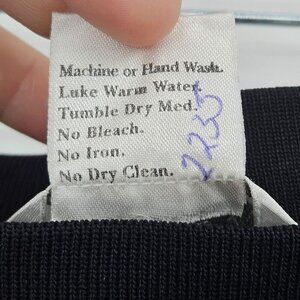 Machine or Hand Wash.
Luke Warm Water.
Tumble Dry Med.
No Bleach.
No Iron.
No Dry Clean.
2235